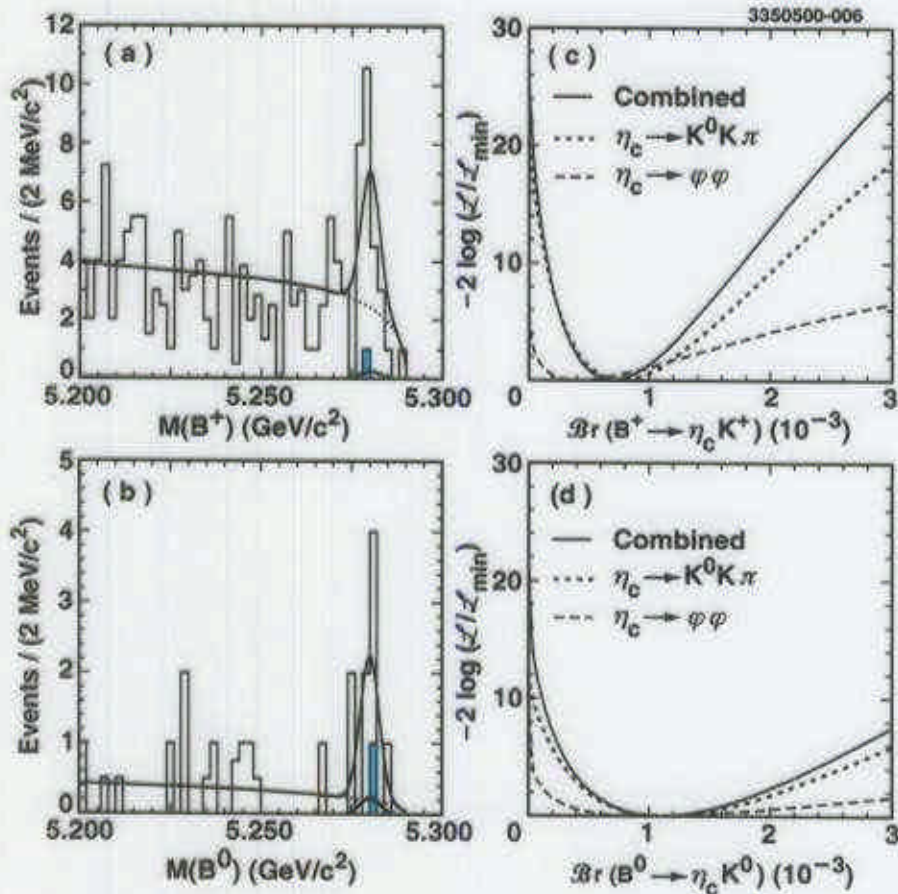 3350500-006
12
10
8
6
4
2
0
Events / (2 MeV/c²)
( a )
5.200
5.250
5.300
M(B⁺) (GeV/c²)
30
20
10
0
-2 log (ℒ/ℒmin)
( c )
Combined
η_c → K⁰Kπ
η_c → φφ
0
1
2
3
ℬr (B⁺ → η_c K⁺) (10⁻³)
5
4
3
2
1
0
Events / (2 MeV/c²)
( b )
5.200
5.250
5.300
M(B⁰) (GeV/c²)
30
20
10
0
-2 log (ℒ/ℒmin)
(d)
Combined
η_c → K⁰Kπ
η_c → φφ
0
1
2
3
ℬr (B⁰ → η_c K⁰) (10⁻³)